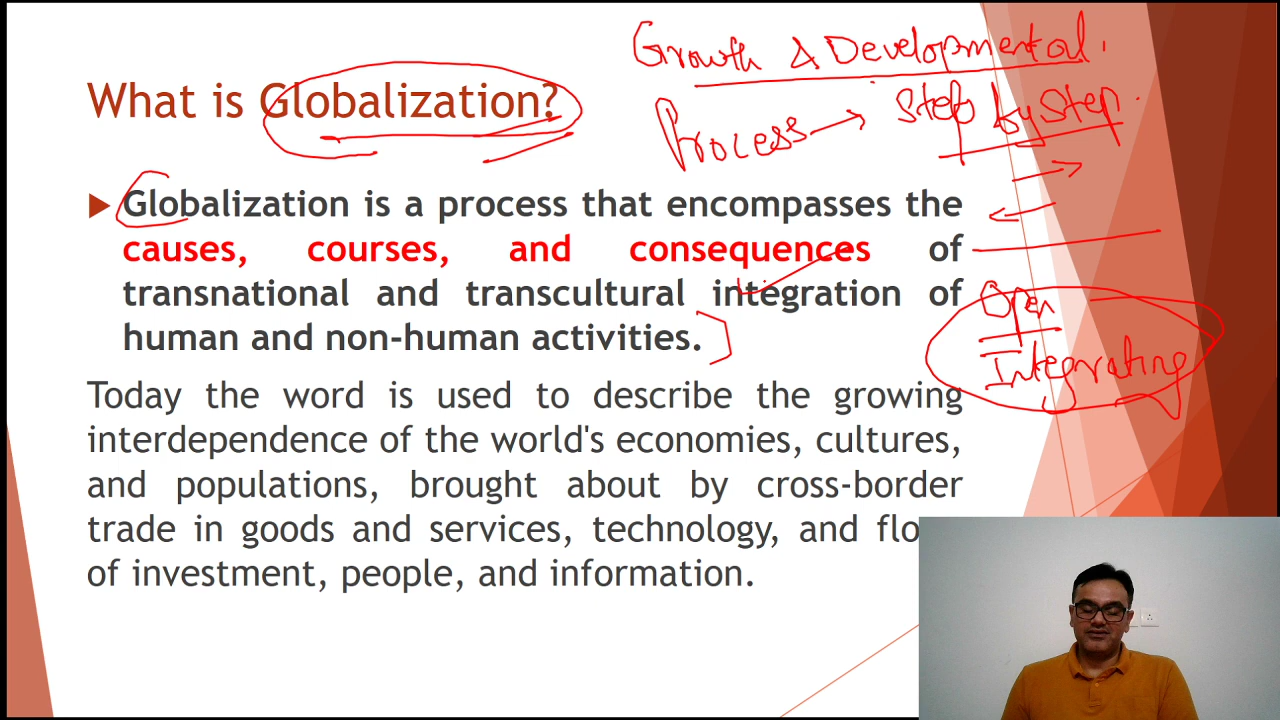 Growth & Developmental.
What is Globalization?
Process → Step by Step.
Globalization is a process that encompasses the
causes, courses, and consequences of
transnational and transcultural integration of
human and non-human activities.
Open
Integrating
Today the word is used to describe the growing
interdependence of the world's economies, cultures,
and populations, brought about by cross-border
trade in goods and services, technology, and
of investment, people, and information.